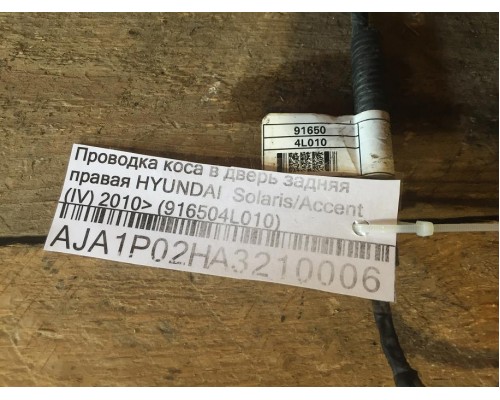 91650
4L010
Проводка коса в дверь задняя
правая HYUNDAI Solaris/Accent
(IV) 2010> (916504L010)
AJA1P02HA3210006